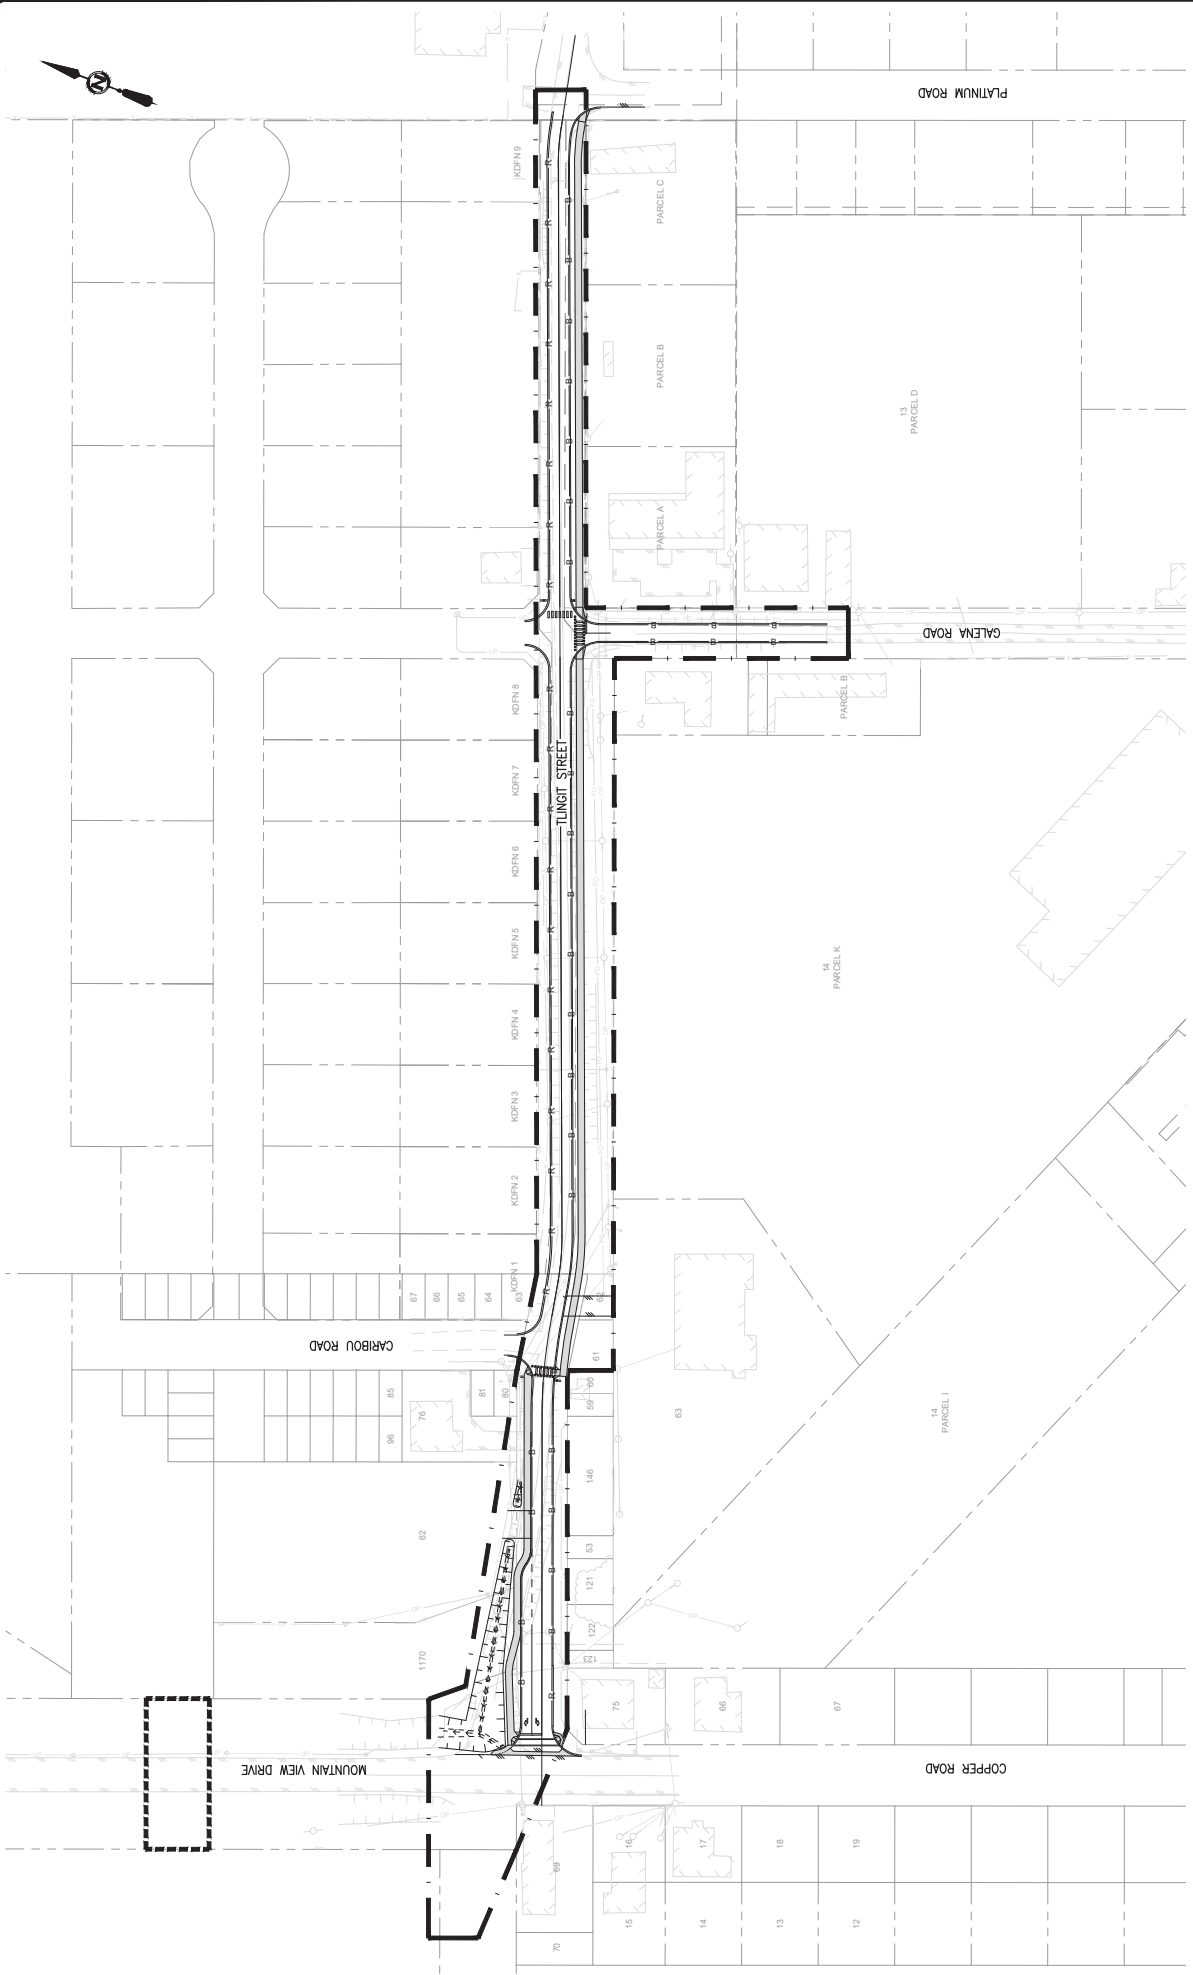 N
PLATINUM ROAD
KDFN 9
PARCEL C
PARCEL B
13
PARCEL D
PARCEL A
GALENA ROAD
KDFN 8
PARCEL B
TLINGIT STREET
KDFN 7
KDFN 6
KDFN 5
14
PARCEL K
KDFN 4
KDFN 3
KDFN 2
KDFN 1
67
66
65
64
63
62
CARIBOU ROAD
61
85
81
80
60
59
96
76
63
14
PARCEL I
146
62
53
121
122
123
1170
75
66
67
MOUNTAIN VIEW DRIVE
COPPER ROAD
16
17
18
19
69
15
14
13
12
70